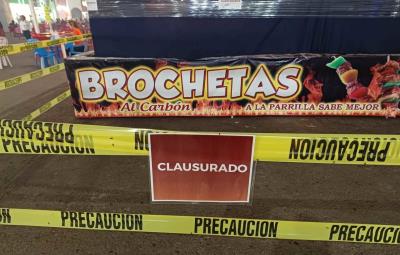 BROCHETAS
Al Carbón
A LA PARRILLA SABE MEJOR
PRECAUCION PRECAUCION
CLAUSURADO
PRECAUCION PRECAUCION PRECAUCION